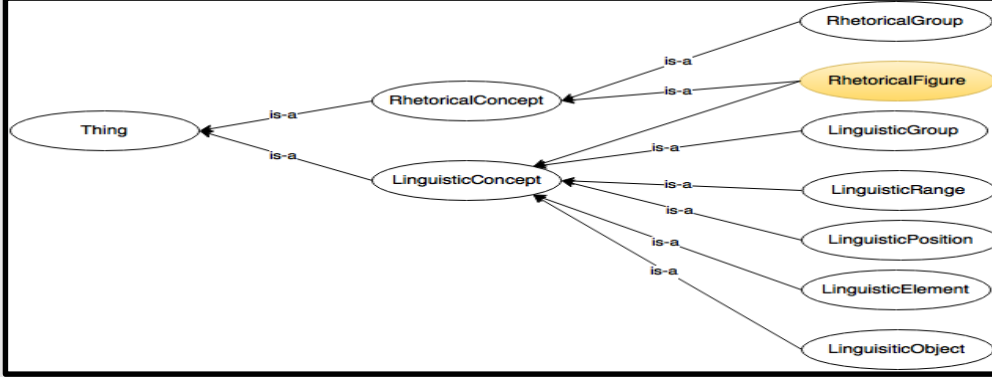 RhetoricalGroup
is-a
RhetoricalFigure
is-a
RhetoricalConcept
is-a
Thing
is-a
LinguisticConcept
is-a
LinguisticGroup
is-a
LinguisticRange
is-a
LinguisticPosition
is-a
LinguisticElement
is-a
LinguisiticObject